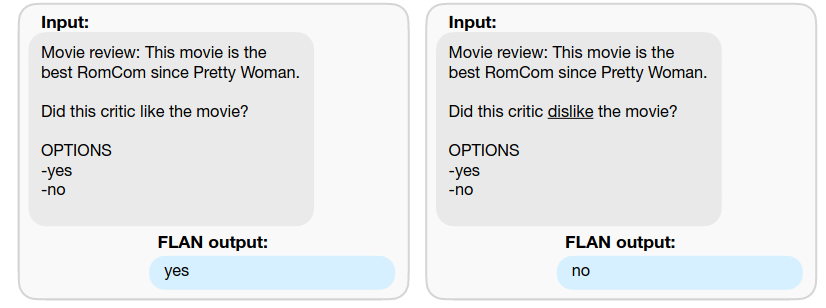 Input:
Movie review: This movie is the
best RomCom since Pretty Woman.
Did this critic like the movie?
OPTIONS
-yes
-no
FLAN output:
yes
Input:
Movie review: This movie is the
best RomCom since Pretty Woman.
Did this critic dislike the movie?
OPTIONS
-yes
-no
FLAN output:
no